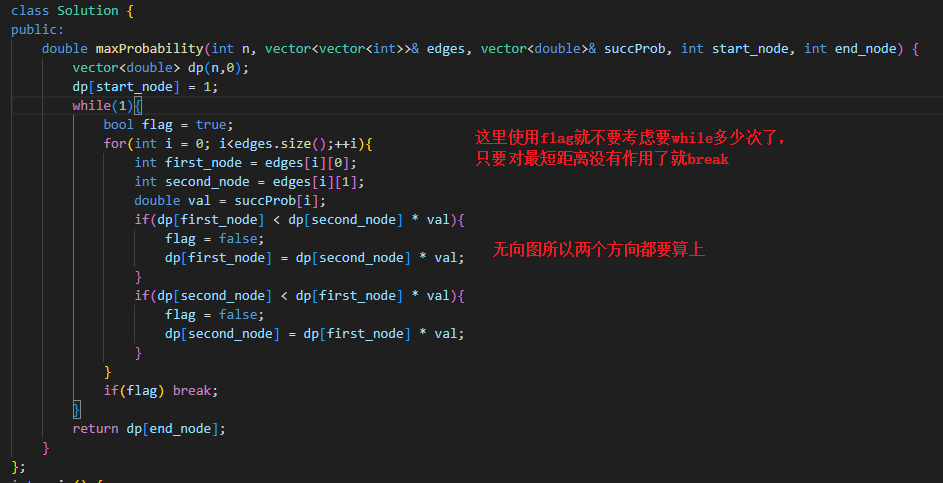 class Solution {
public:
    double maxProbability(int n, vector<vector<int>>& edges, vector<double>& succProb, int start_node, int end_node) {
        vector<double> dp(n,0);
        dp[start_node] = 1;
        while(1){
            bool flag = true;
            for(int i = 0; i<edges.size();++i){
这里使用flag就不要考虑要while多少次了，
只要对最短距离没有作用了就break
                int first_node = edges[i][0];
                int second_node = edges[i][1];
                double val = succProb[i];
                if(dp[first_node] < dp[second_node] * val){
                    flag = false;
无向图所以两个方向都要算上
                    dp[first_node] = dp[second_node] * val;
                }
                if(dp[second_node] < dp[first_node] * val){
                    flag = false;
                    dp[second_node] = dp[first_node] * val;
                }
            }
            if(flag) break;
        }
        return dp[end_node];
    }
};